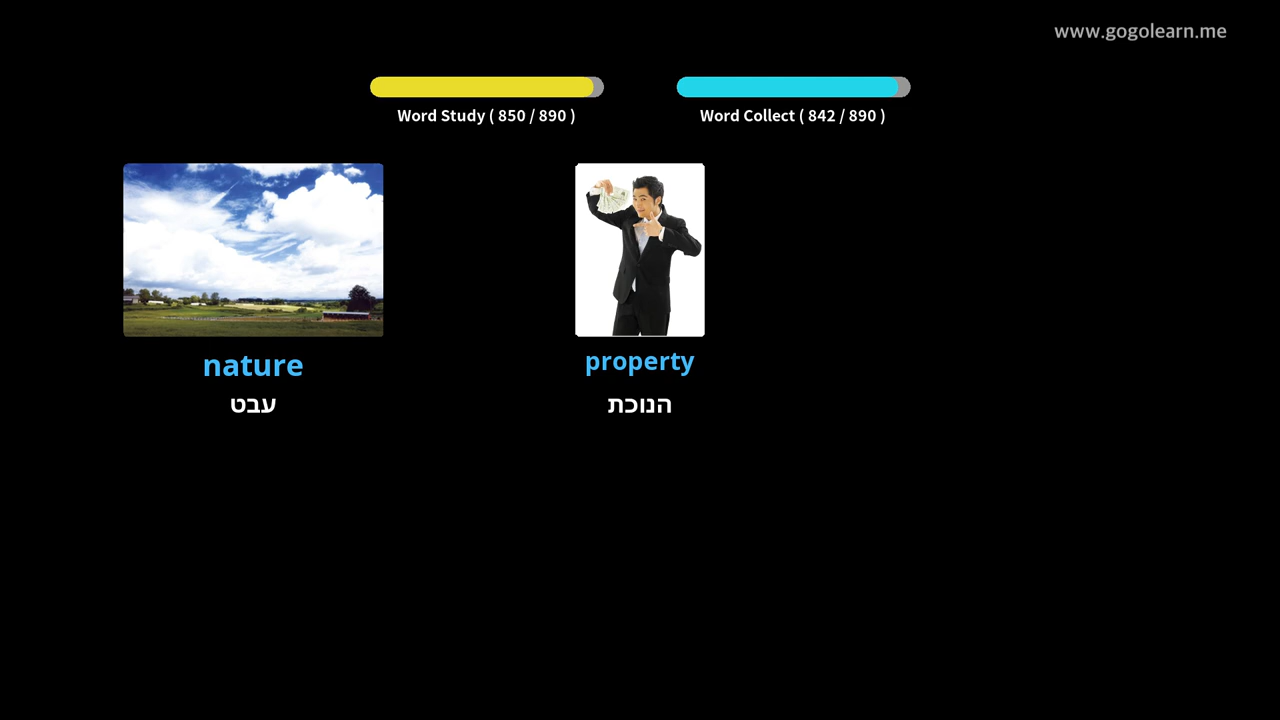 www.gogolearn.me
Word Study ( 850 / 890 )
Word Collect ( 842 / 890 )
nature
עבט
property
הנוכת